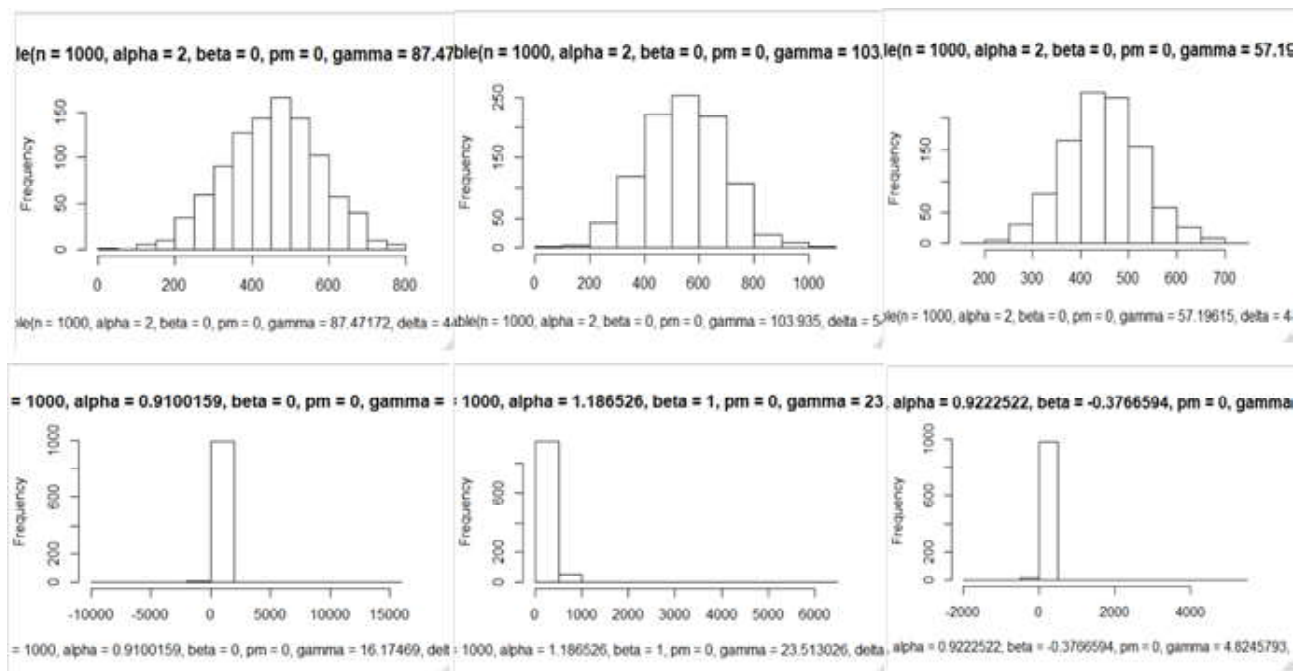 le(n = 1000, alpha = 2, beta = 0, pm = 0, gamma = 87.47
Frequency
150
100
50
0
0 200 400 600 800
ble(n = 1000, alpha = 2, beta = 0, pm = 0, gamma = 87.47172, delta = 4
ble(n = 1000, alpha = 2, beta = 0, pm = 0, gamma = 103.
Frequency
250
150
50
0
0 200 400 600 800 1000
able(n = 1000, alpha = 2, beta = 0, pm = 0, gamma = 103.935, delta = 5
le(n = 1000, alpha = 2, beta = 0, pm = 0, gamma = 57.19
Frequency
150
50
0
200 300 400 500 600 700
ble(n = 1000, alpha = 2, beta = 0, pm = 0, gamma = 57.19615, delta = 4
= 1000, alpha = 0.9100159, beta = 0, pm = 0, gamma =
Frequency
1000
600
200
0
-10000 -5000 0 5000 10000 15000
= 1000, alpha = 0.9100159, beta = 0, pm = 0, gamma = 16.17469, delt
1000, alpha = 1.186526, beta = 1, pm = 0, gamma = 23
Frequency
600
200
0
0 1000 2000 3000 4000 5000 6000
1000, alpha = 1.186526, beta = 1, pm = 0, gamma = 23.513026, delta
alpha = 0.9222522, beta = -0.3766594, pm = 0, gamma
Frequency
1000
600
200
0
-2000 0 2000 4000
alpha = 0.9222522, beta = -0.3766594, pm = 0, gamma = 4.8245793,